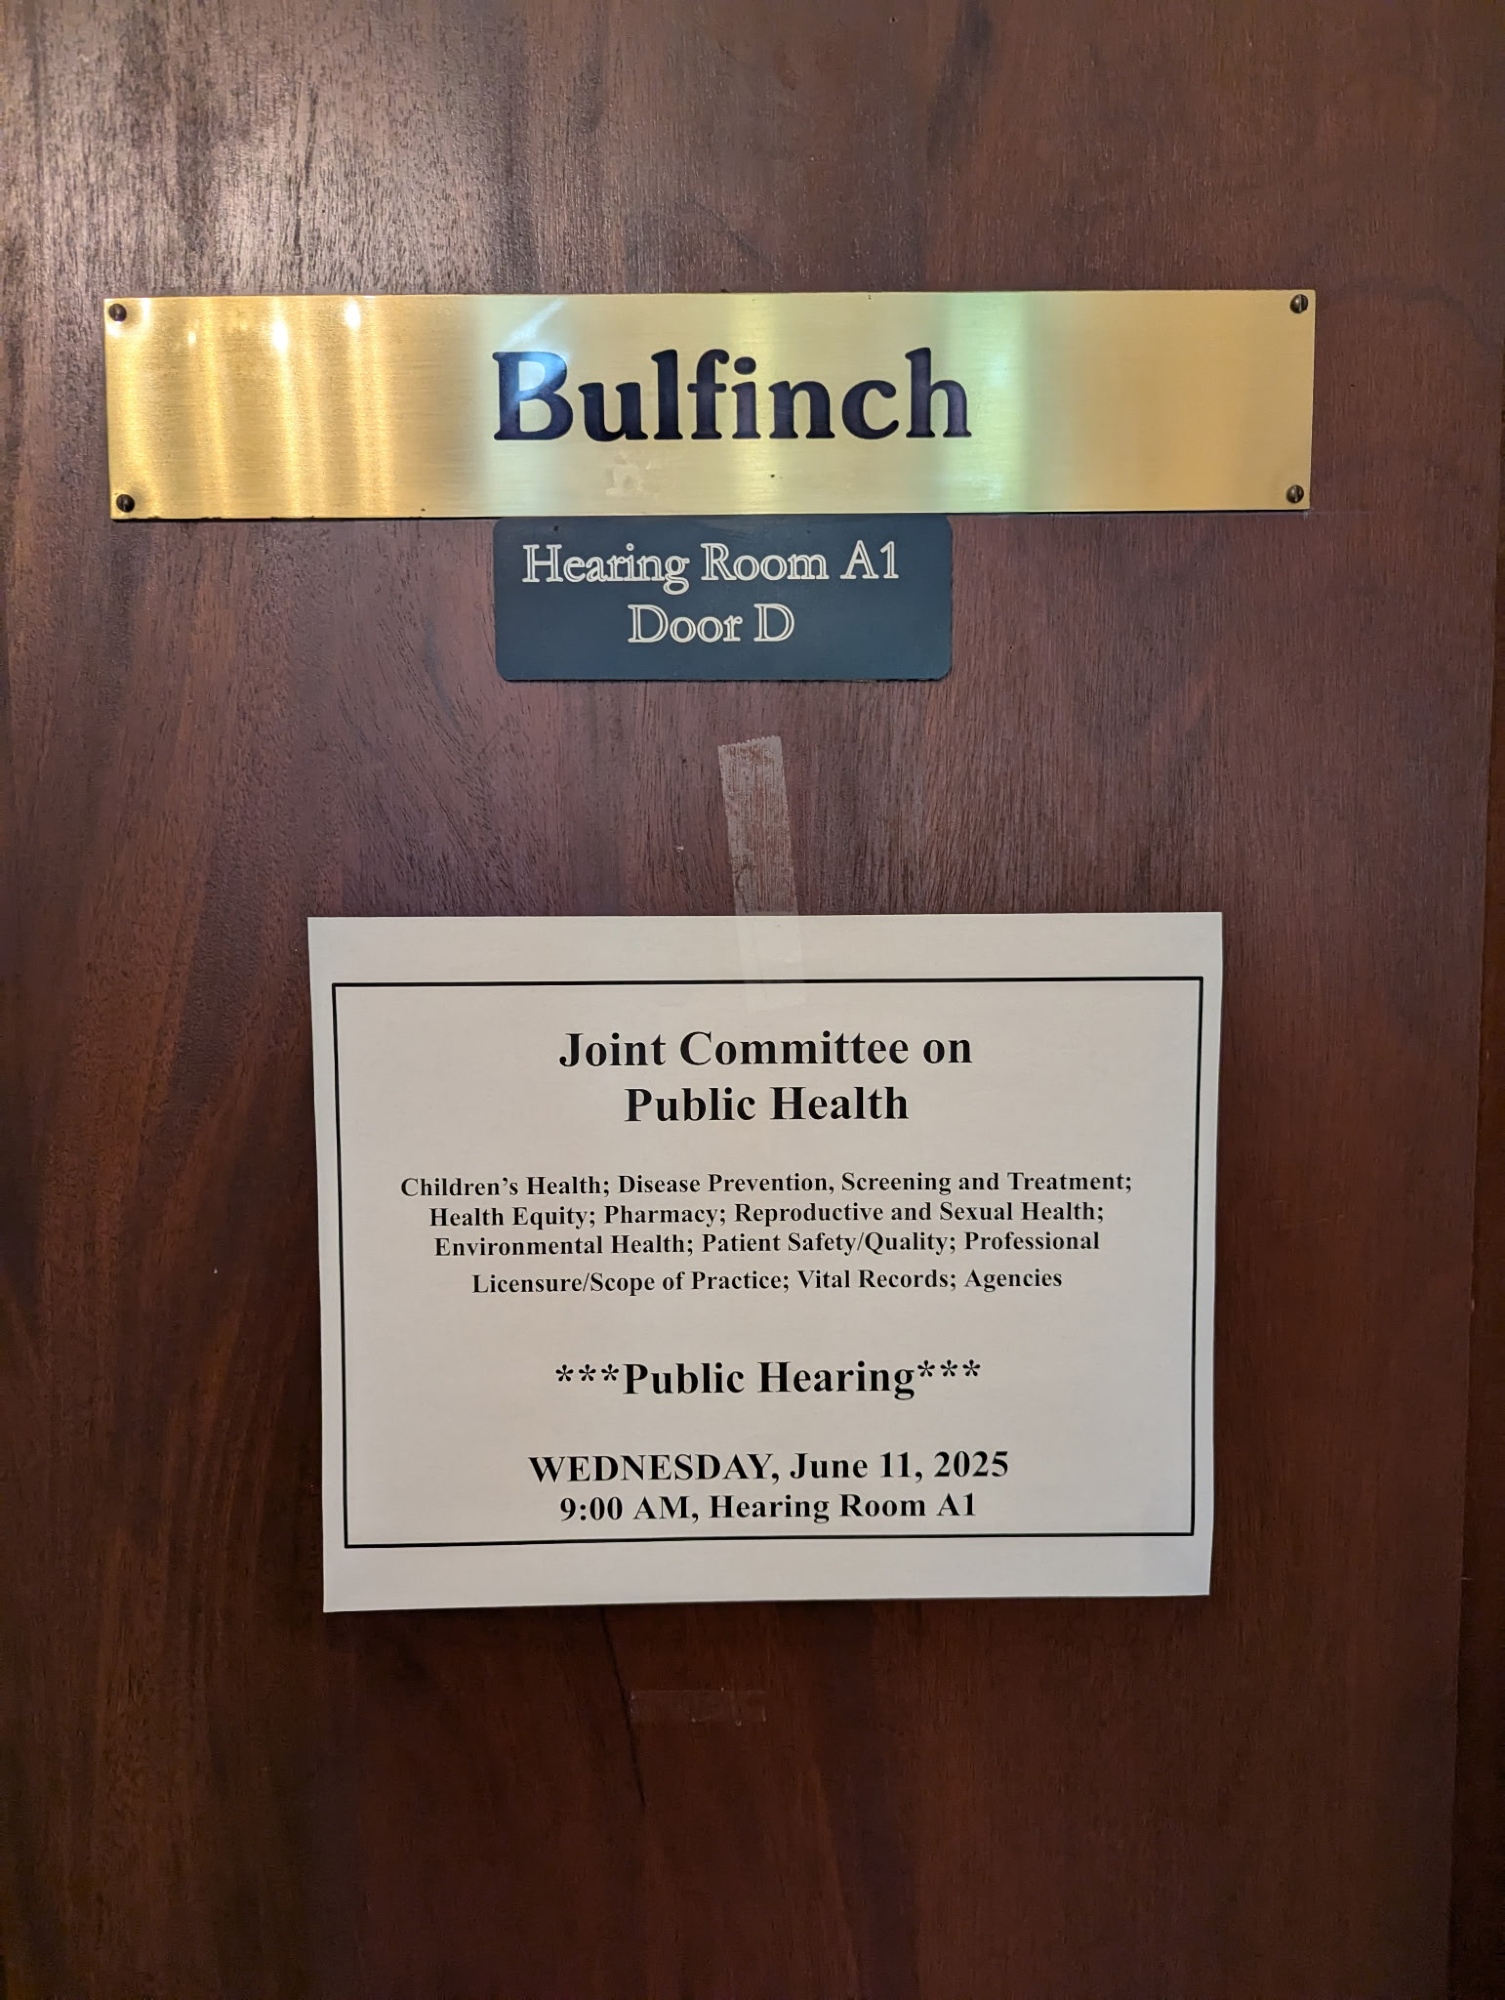 Bulfinch
Hearing Room A1
Door D
Joint Committee on
Public Health
Children’s Health; Disease Prevention, Screening and Treatment;
Health Equity; Pharmacy; Reproductive and Sexual Health;
Environmental Health; Patient Safety/Quality; Professional
Licensure/Scope of Practice; Vital Records; Agencies
***Public Hearing***
WEDNESDAY, June 11, 2025
9:00 AM, Hearing Room A1